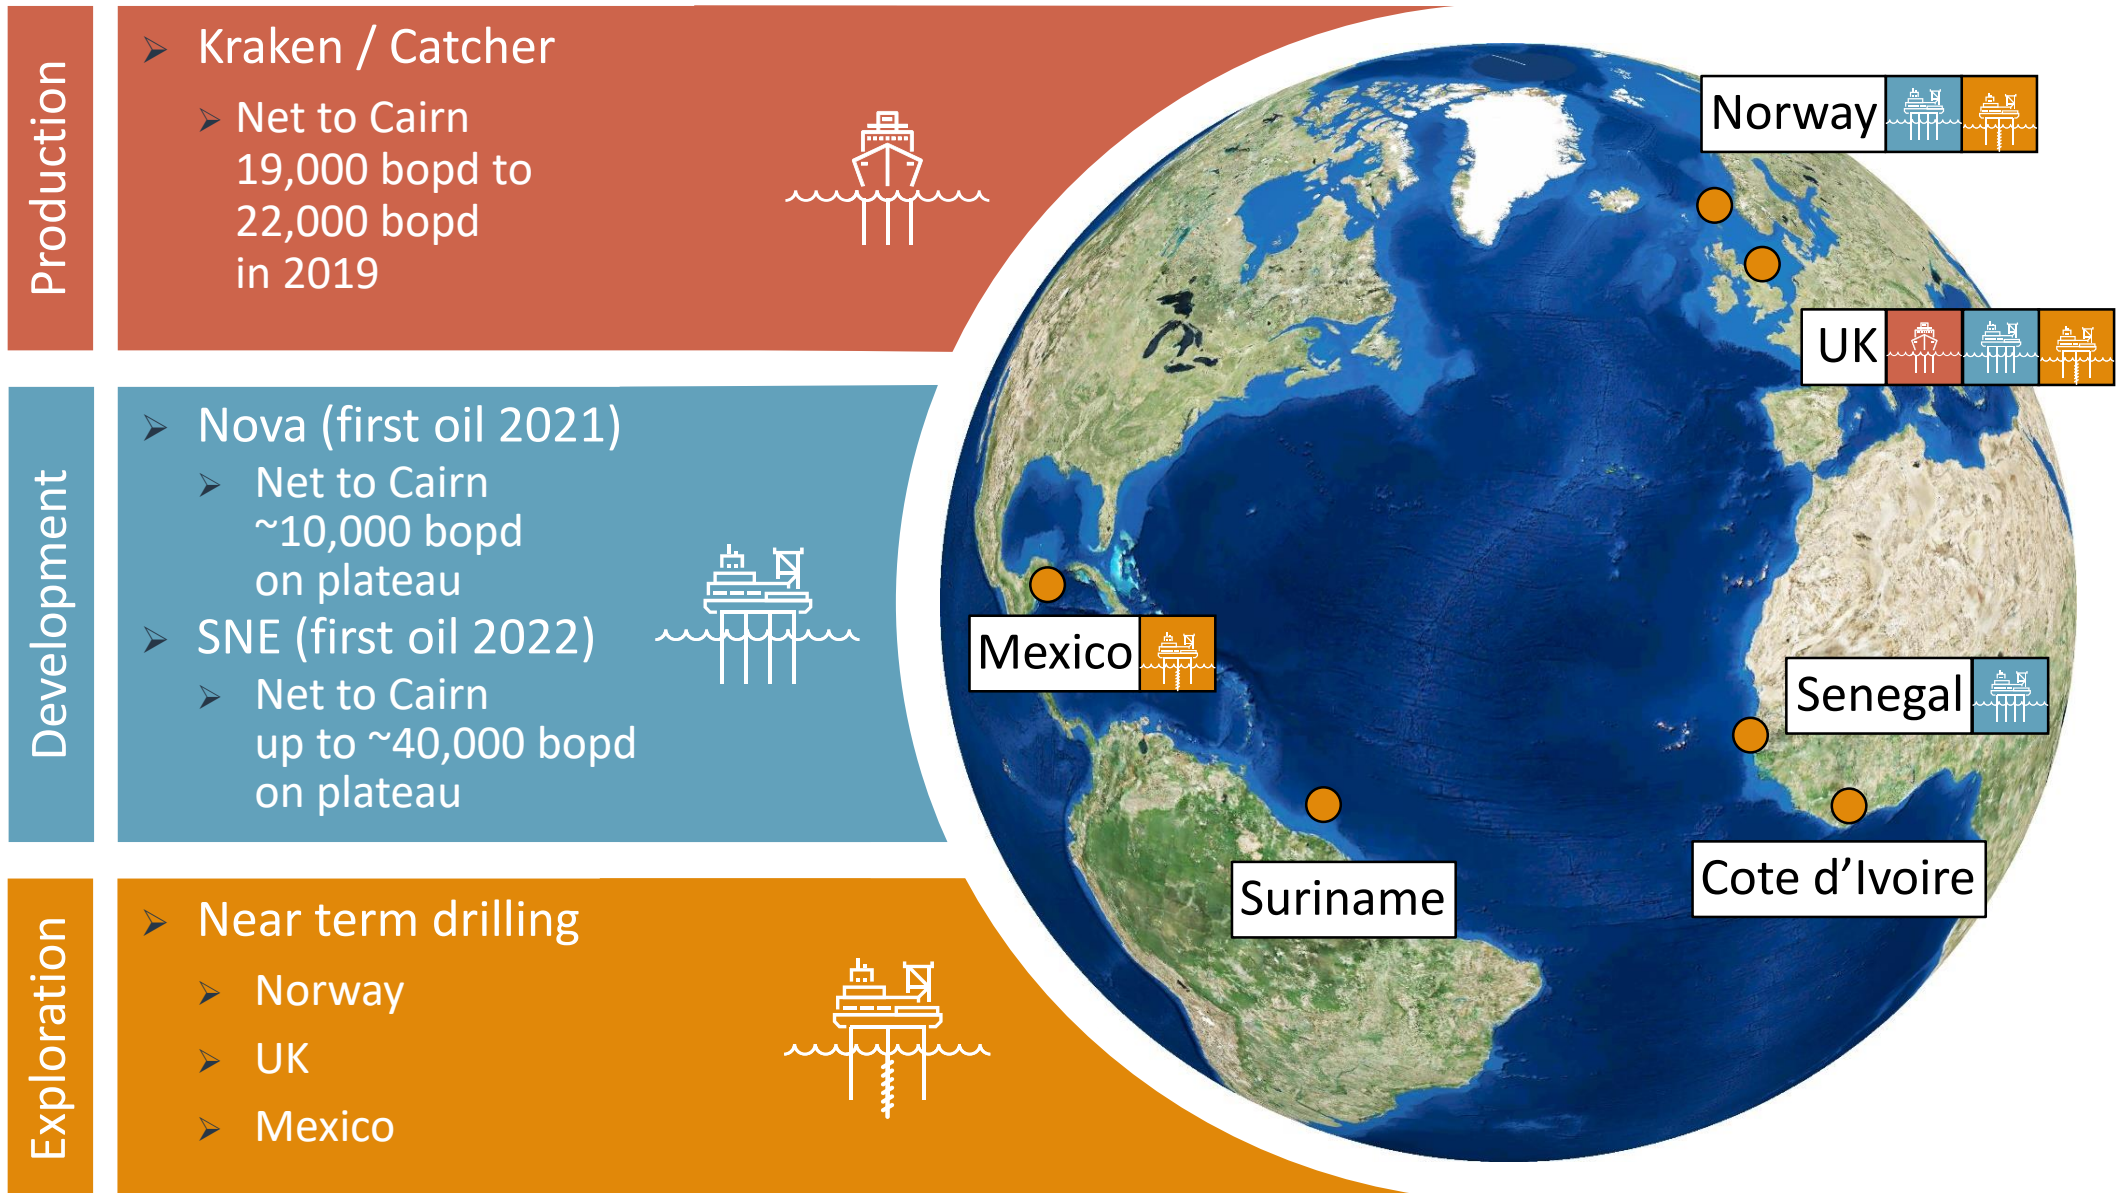 Production
Kraken / Catcher
Net to Cairn
19,000 bopd to
22,000 bopd
in 2019
Development
Nova (first oil 2021)
Net to Cairn
~10,000 bopd
on plateau
SNE (first oil 2022)
Net to Cairn
up to ~40,000 bopd
on plateau
Exploration
Near term drilling
Norway
UK
Mexico
Norway
UK
Mexico
Senegal
Suriname
Cote d’Ivoire